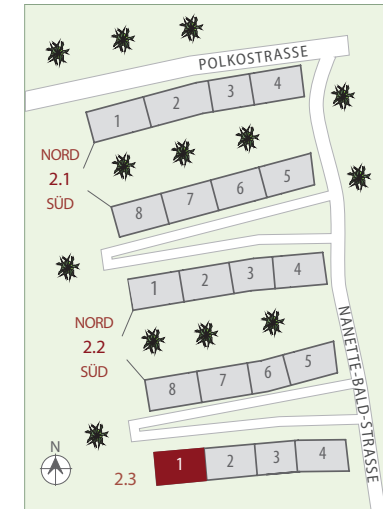 POLKOSTRASSE
1 2 3 4
NORD
2.1
SÜD
8 7 6 5
1 2 3 4
NORD
2.2
SÜD
8 7 6 5
NANETTE-BALD-STRASSE
N
2.3
1 2 3 4